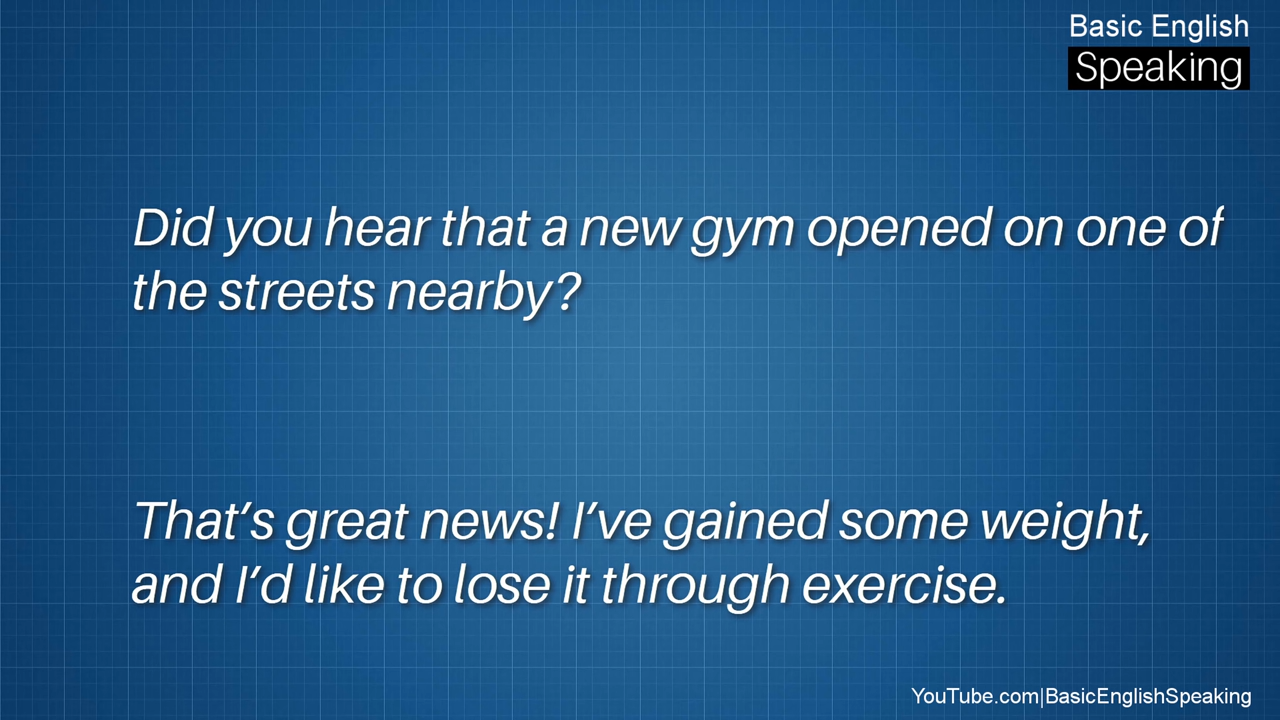 Basic English
Speaking
Did you hear that a new gym opened on one of
the streets nearby?
That’s great news! I’ve gained some weight,
and I’d like to lose it through exercise.
YouTube.com|BasicEnglishSpeaking